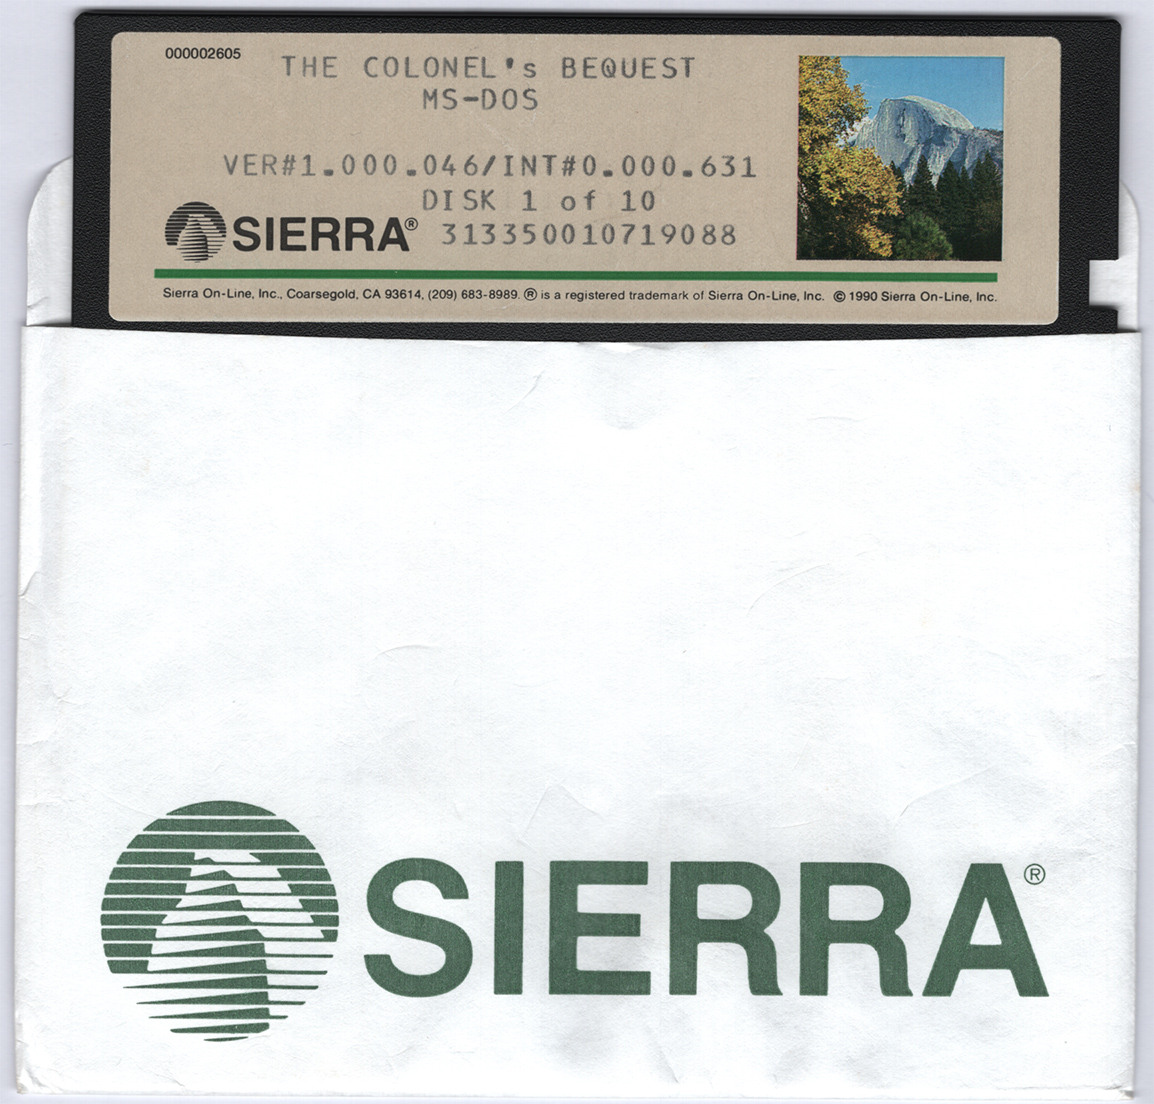 000002605
THE COLONEL's BEQUEST
MS-DOS
VER#1.000.046/INT#0.000.631
DISK 1 of 10
SIERRA® 313350010719088
Sierra On-Line, Inc., Coarsegold, CA 93614, (209) 683-8989. ® is a registered trademark of Sierra On-Line, Inc. © 1990 Sierra On-Line, Inc.
SIERRA®